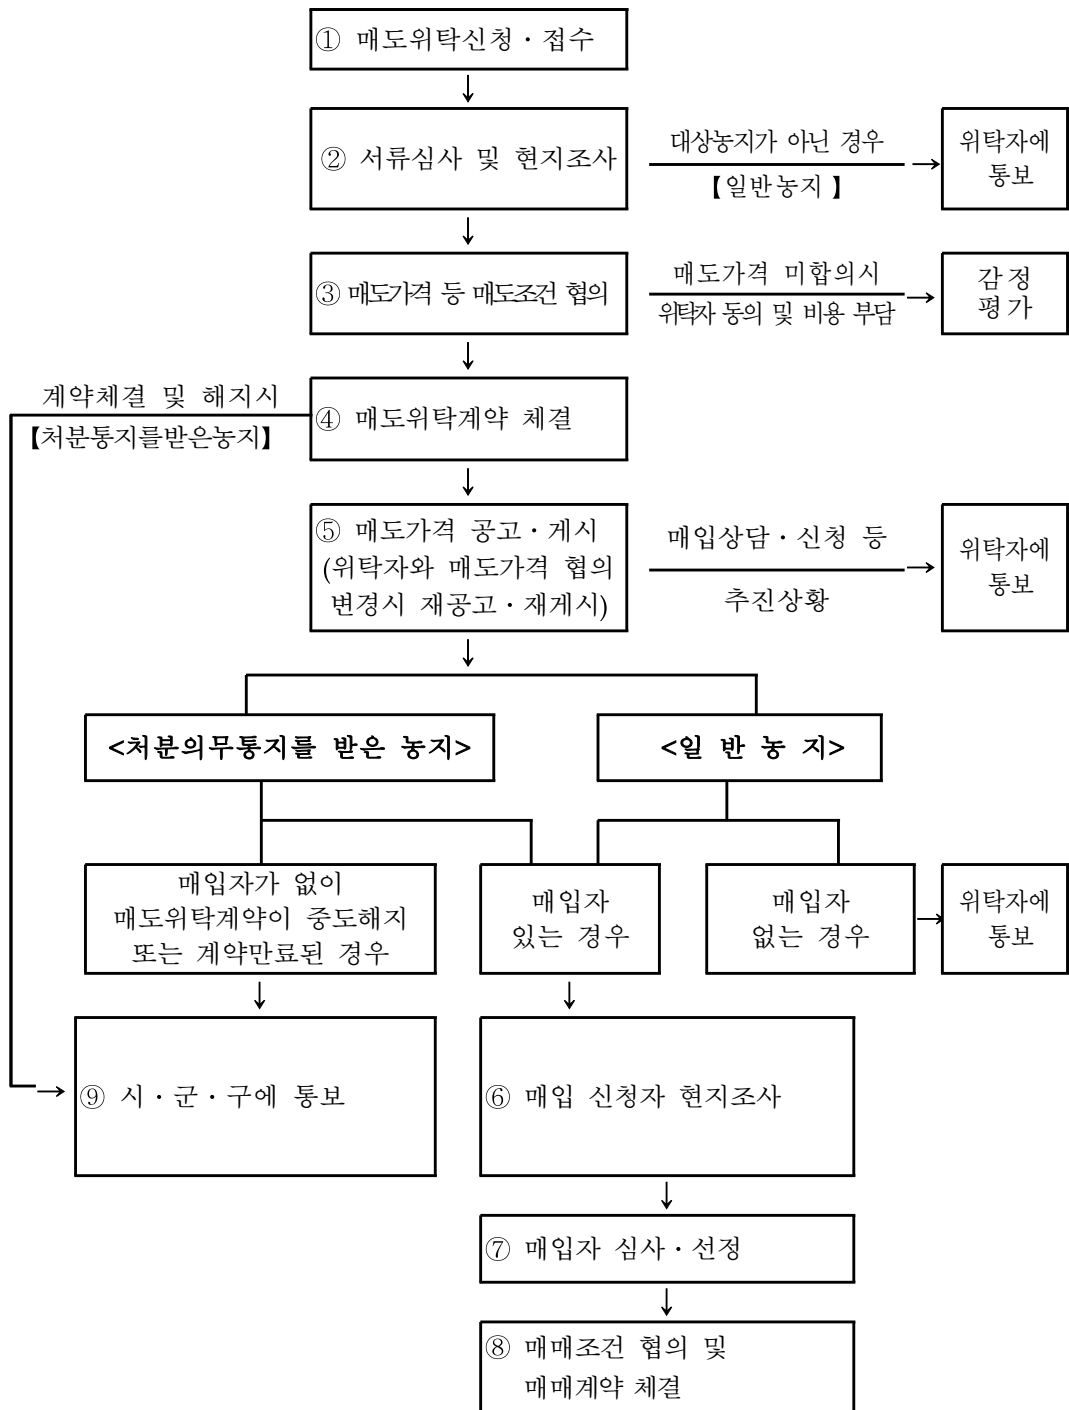 ① 매도위탁신청·접수
② 서류심사 및 현지조사
대상농지가 아닌 경우
【일반농지】
위탁자에
통보
③ 매도가격 등 매도조건 협의
매도가격 미합의시
위탁자 동의 및 비용 부담
감정
평가
계약체결 및 해지시
【처분통지를받은농지】
④ 매도위탁계약 체결
⑤ 매도가격 공고·게시
(위탁자와 매도가격 협의
변경시 재공고·재게시)
매입상담·신청 등
추진상황
위탁자에
통보
<처분의무통지를 받은 농지>
<일 반 농 지>
매입자가 없이
매도위탁계약이 중도해지
또는 계약만료된 경우
매입자
있는 경우
매입자
없는 경우
위탁자에
통보
⑨ 시·군·구에 통보
⑥ 매입 신청자 현지조사
⑦ 매입자 심사·선정
⑧ 매매조건 협의 및
매매계약 체결